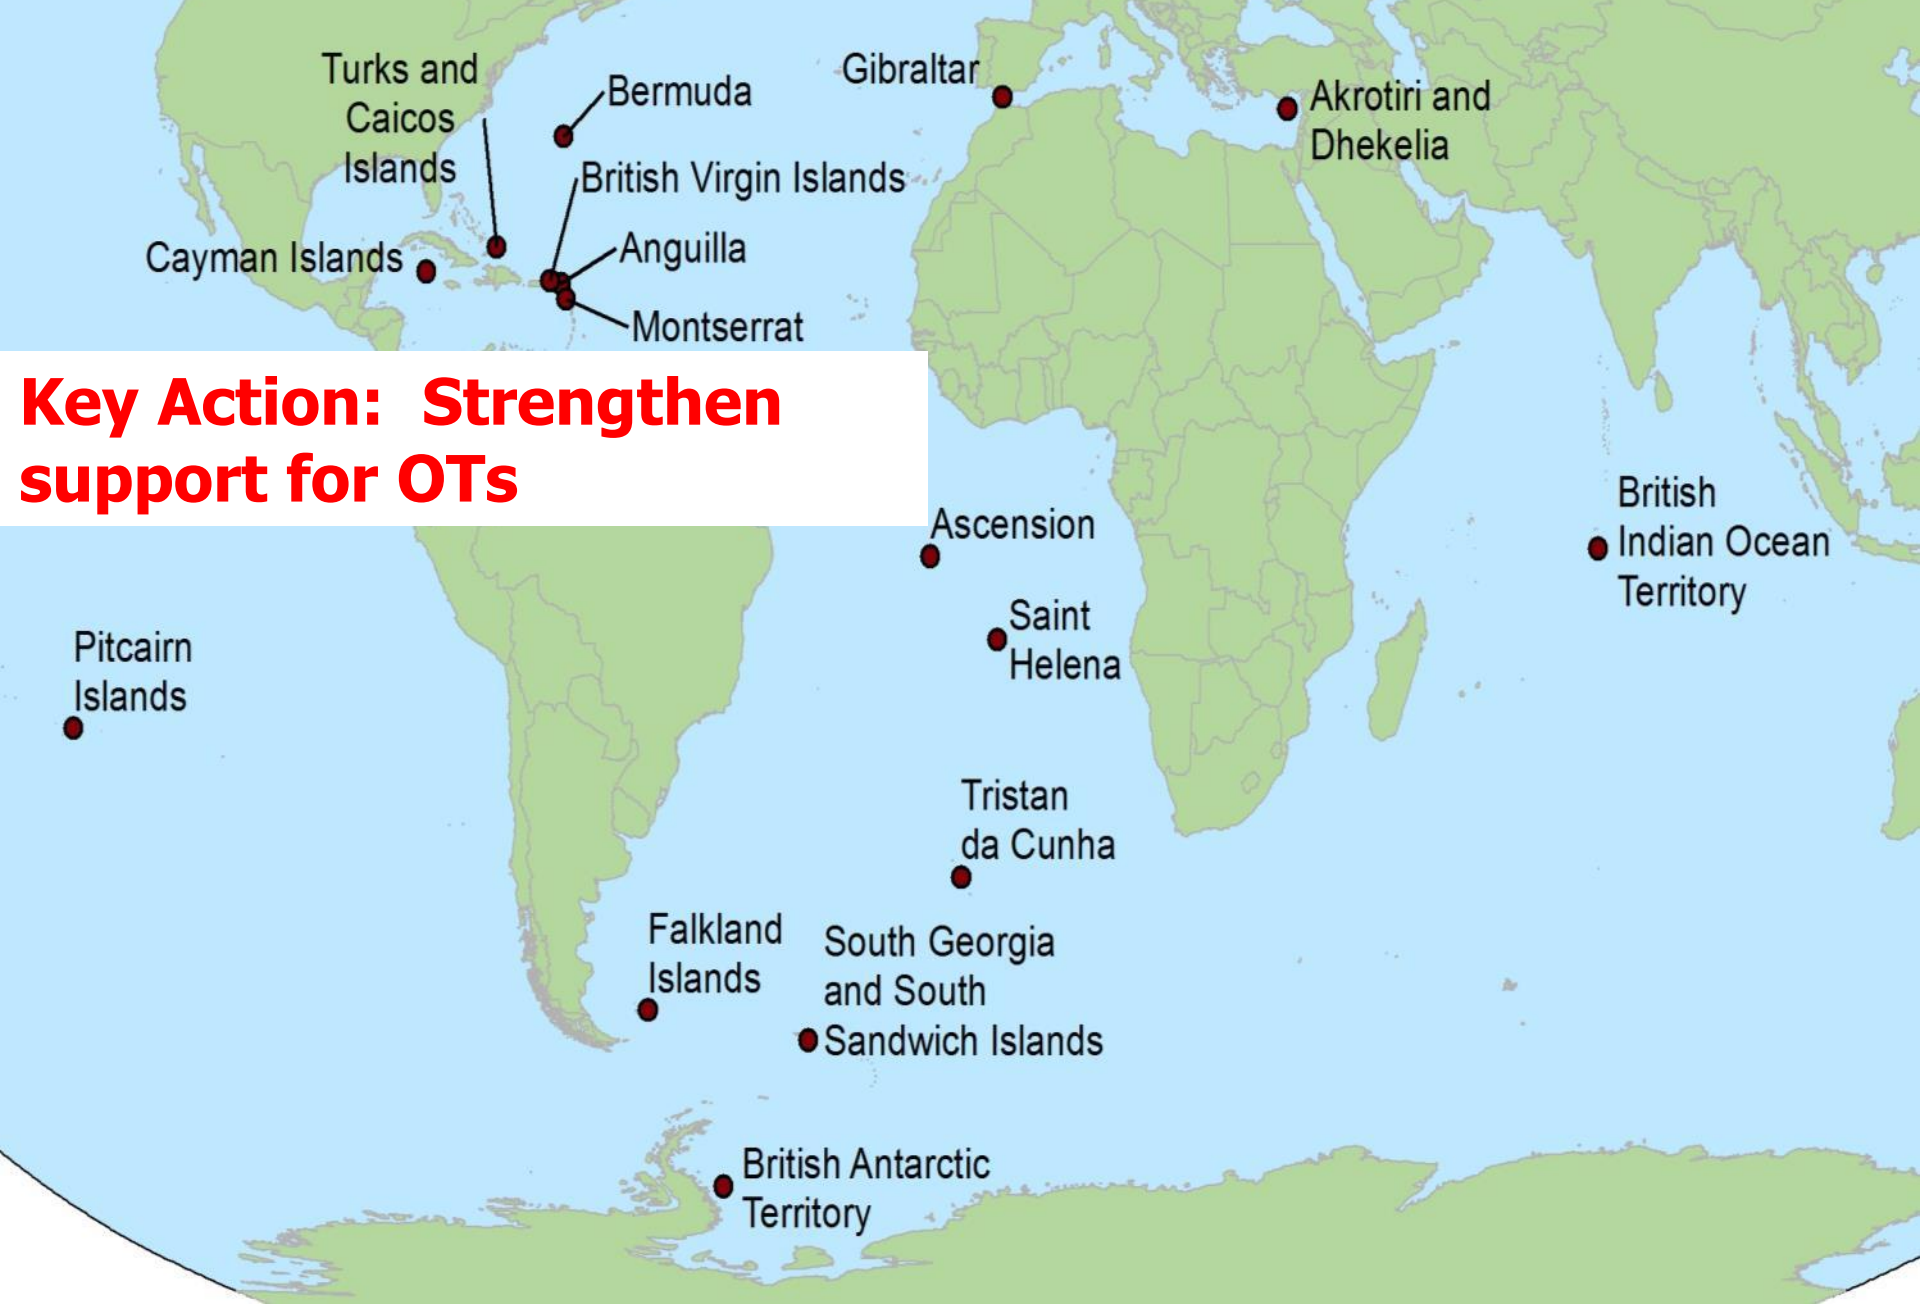 Turks and
Caicos
Islands
Bermuda
Gibraltar
Akrotiri and
Dhekelia
British Virgin Islands
Anguilla
Cayman Islands
Montserrat
Key Action:  Strengthen
support for OTs
Ascension
British
Indian Ocean
Territory
Saint
Helena
Pitcairn
Islands
Tristan
da Cunha
Falkland
Islands
South Georgia
and South
Sandwich Islands
British Antarctic
Territory